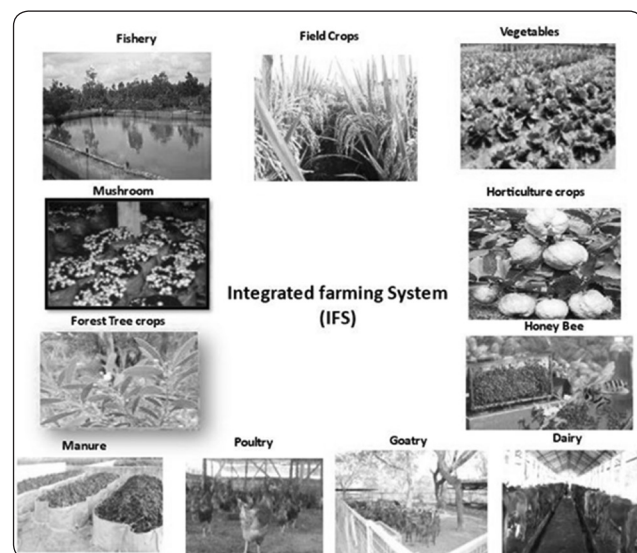 Fishery
Field Crops
Vegetables
Mushroom
Horticulture crops
Integrated farming System
(IFS)
Forest Tree crops
Honey Bee
Manure
Poultry
Goatry
Dairy